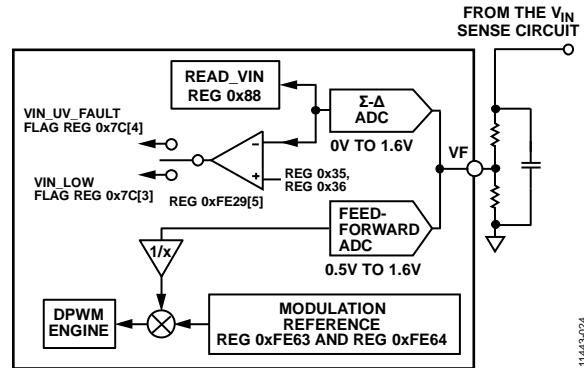 FROM THE VIN
SENSE CIRCUIT
READ_VIN
REG 0x88
VIN_UV_FAULT
FLAG REG 0x7C[4]
Σ-Δ
ADC
0V TO 1.6V
VF
–
+
REG 0x35,
REG 0x36
VIN_LOW
FLAG REG 0x7C[3]
REG 0xFE29[5]
FEED-
FORWARD
ADC
0.5V TO 1.6V
1/x
DPWM
ENGINE
MODULATION
REFERENCE
REG 0xFE63 AND REG 0xFE64
11443-024